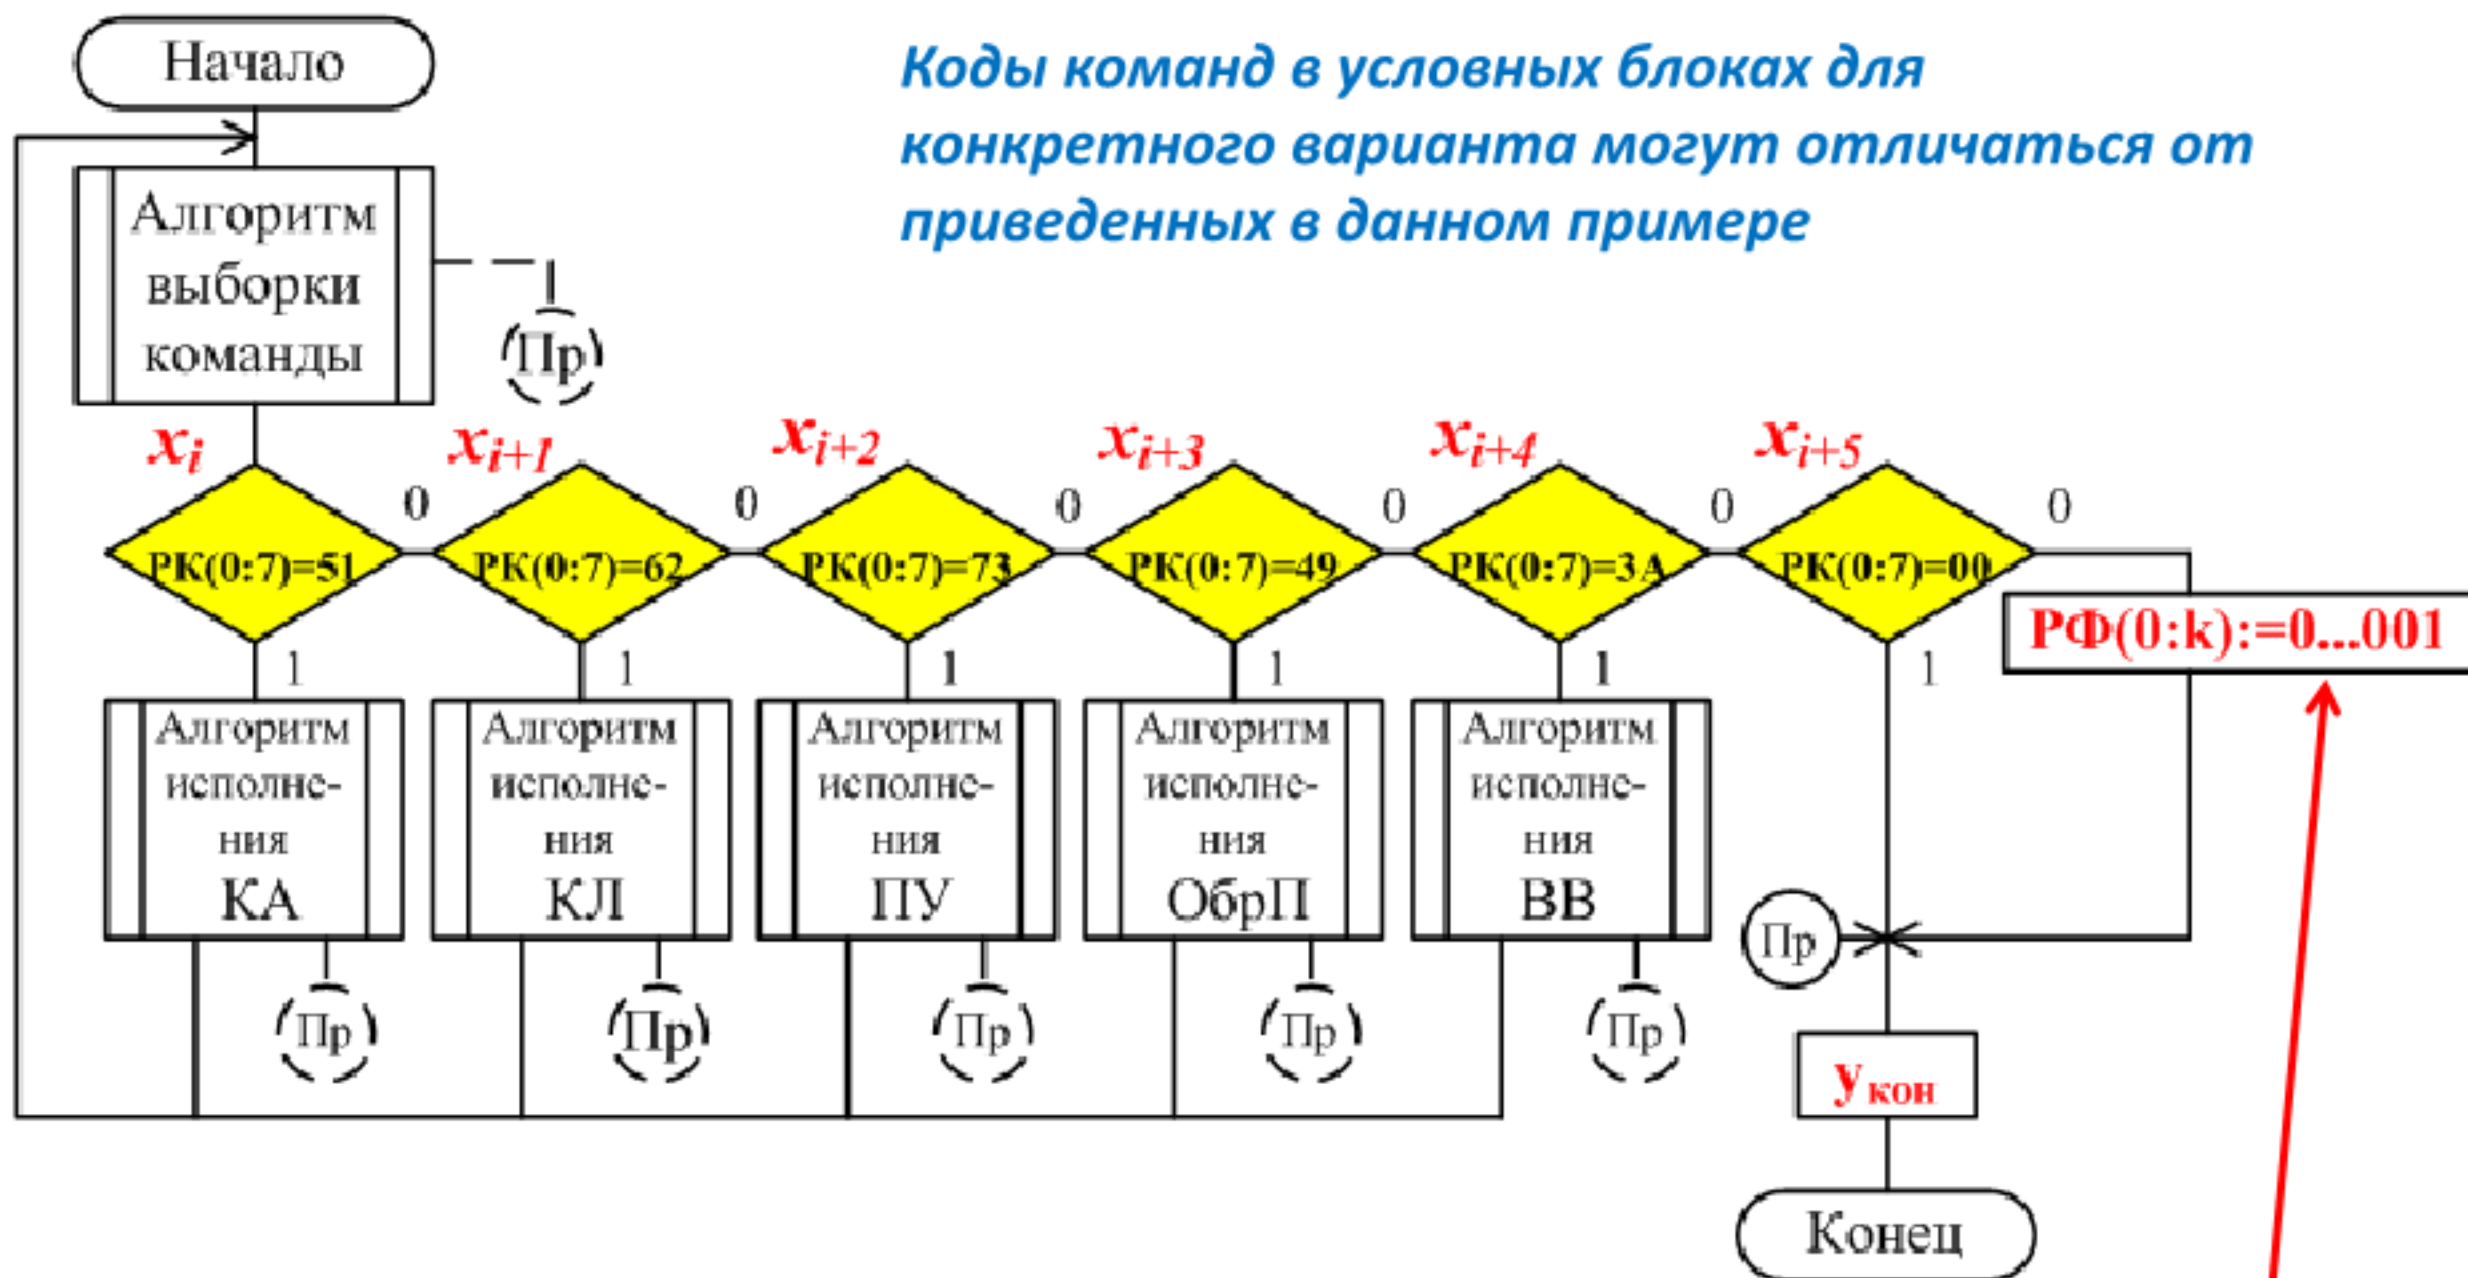 Начало
Коды команд в условных блоках для
конкретного варианта могут отличаться от
приведенных в данном примере
Алгоритм
выборки
команды
Пр
xi
xi+1
xi+2
xi+3
xi+4
xi+5
РК(0:7)=51
0
РК(0:7)=62
0
РК(0:7)=73
0
РК(0:7)=49
0
РК(0:7)=3А
0
РК(0:7)=00
0
РФ(0:k):=0...001
1
1
1
1
1
1
Алгоритм
исполне-
ния
КА
Алгоритм
исполне-
ния
КЛ
Алгоритм
исполне-
ния
ПУ
Алгоритм
исполне-
ния
ОбрП
Алгоритм
исполне-
ния
ВВ
Пр
Пр
Пр
Пр
Пр
Пр
укон
Конец